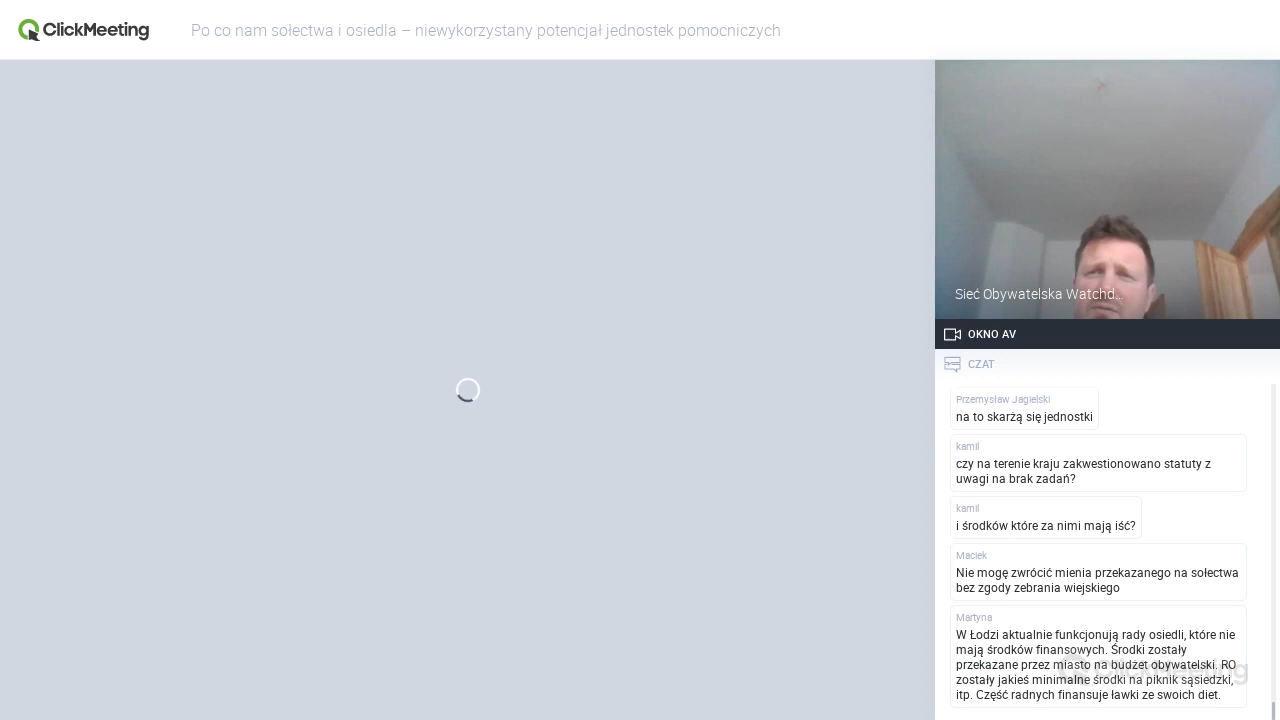 ClickMeeting
Po co nam sołectwa i osiedla – niewykorzystany potencjał jednostek pomocniczych
Sieć Obywatelska Watchd...
OKNO AV
CZAT
Przemysław Jagielski
na to skarżą się jednostki
kamil
czy na terenie kraju zakwestionowano statuty z
uwagi na brak zadań?
kamil
i środków które za nimi mają iść?
Maciek
Nie mogę zwrócić mienia przekazanego na sołectwa
bez zgody zebrania wiejskiego
Martyna
W Łodzi aktualnie funkcjonują rady osiedli, które nie
mają środków finansowych. Środki zostały
przekazane przez miasto na budżet obywatelski. RO
zostały jakieś minimalne środki na piknik sąsiedzki,
itp. Część radnych finansuje ławki ze swoich diet.
ClickMeeting